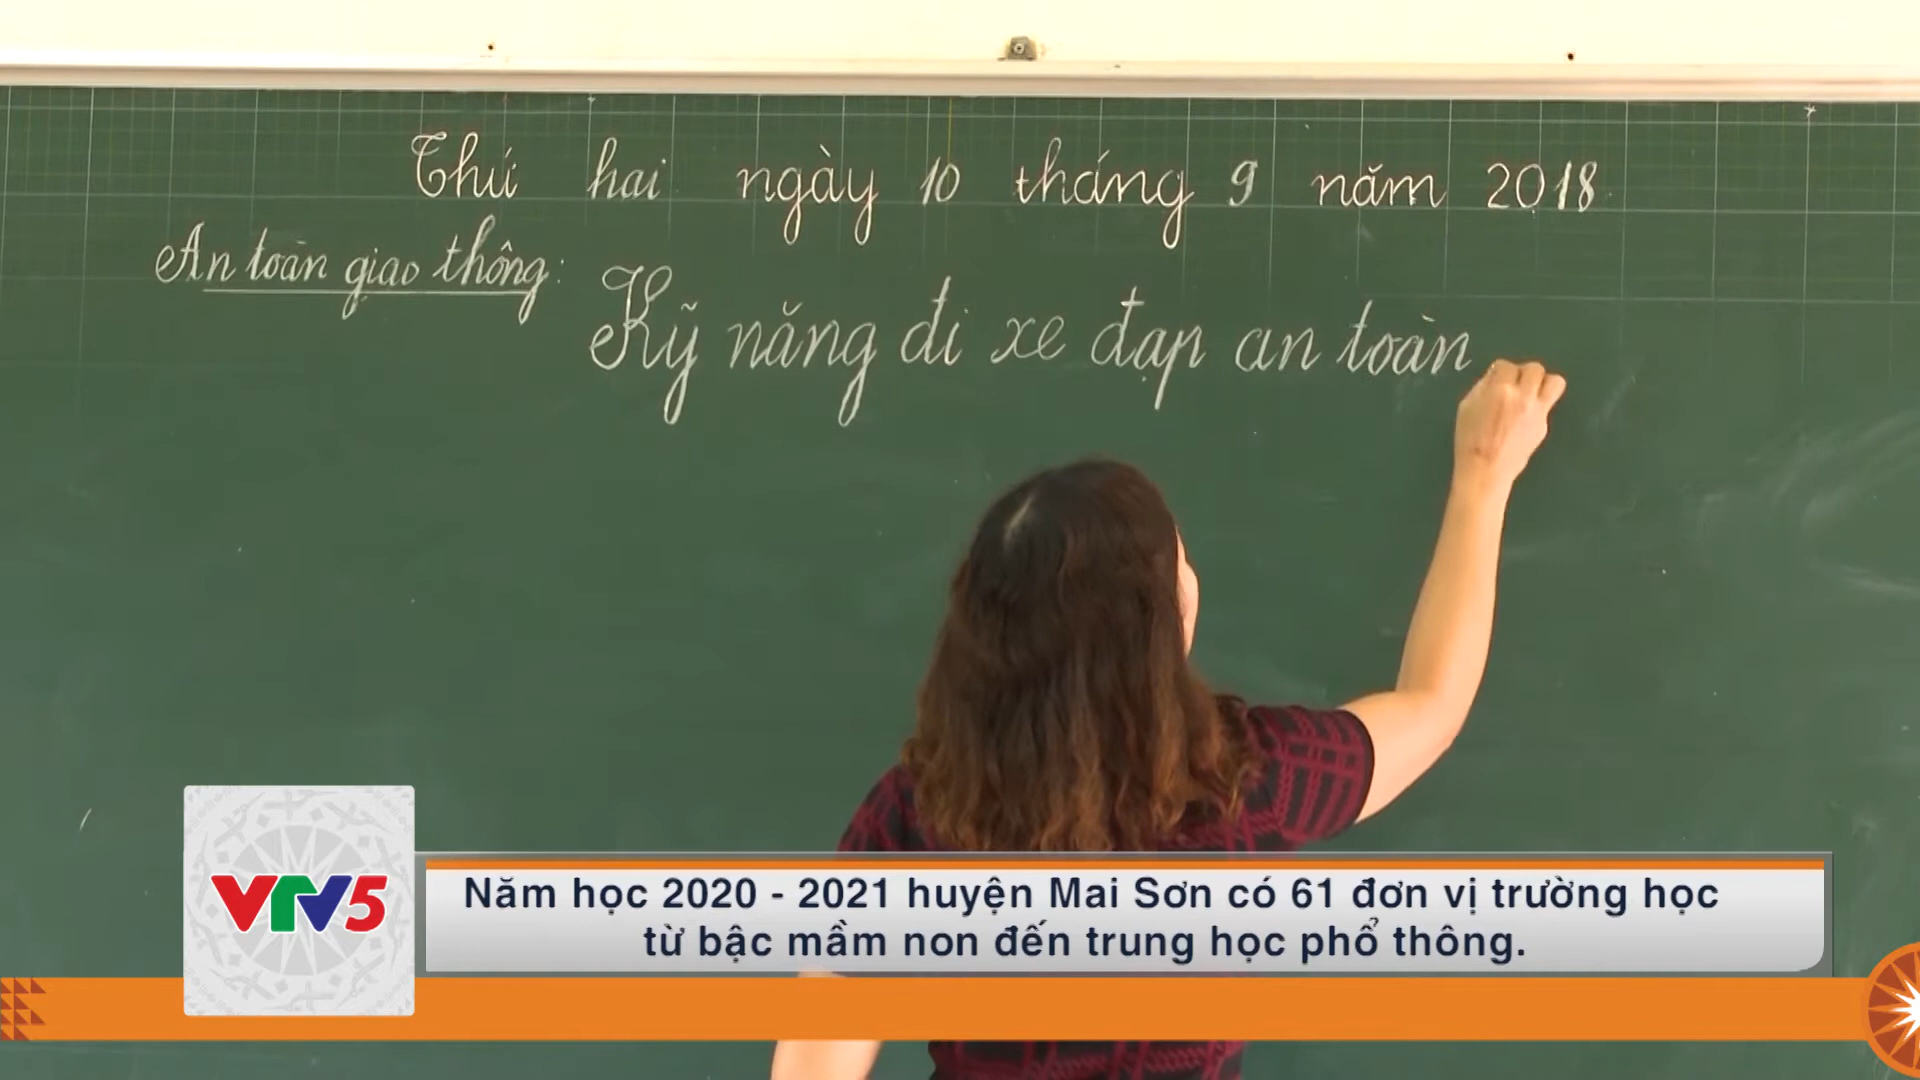 Thứ hai ngày 10 tháng 9 năm 2018
An toàn giao thông:
Kỹ năng đi xe đạp an toàn
VTV5
Năm học 2020 - 2021 huyện Mai Sơn có 61 đơn vị trường học
từ bậc mầm non đến trung học phổ thông.